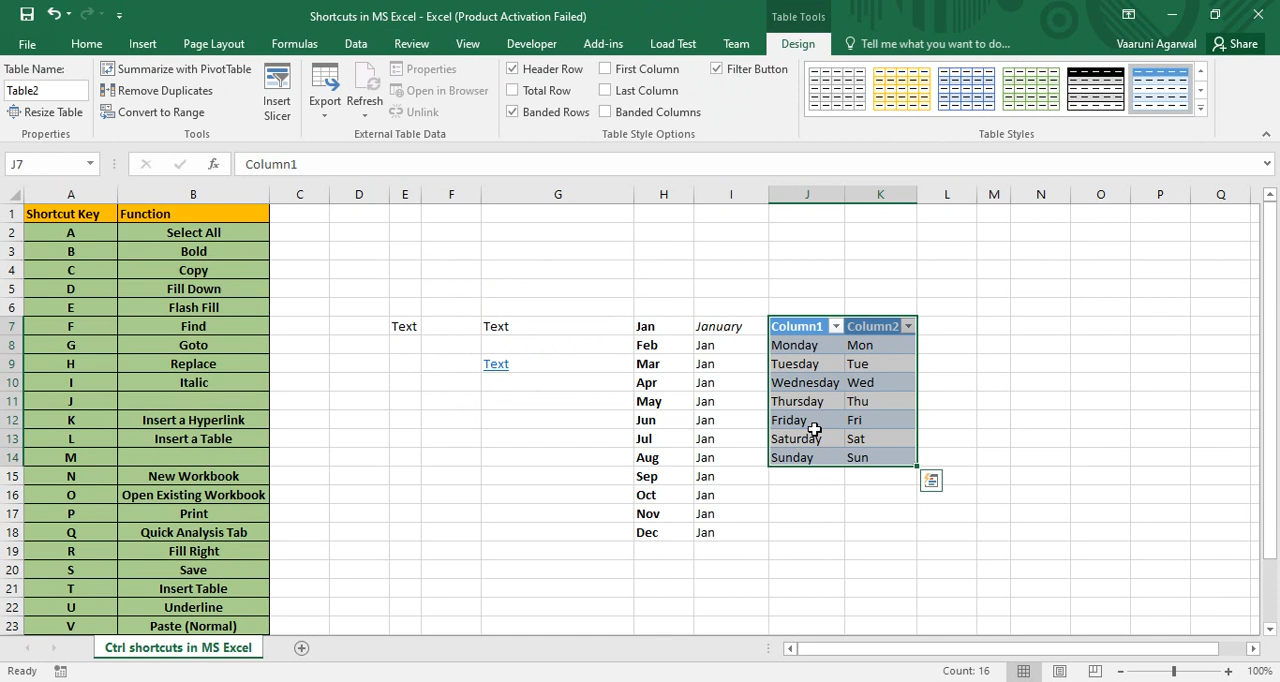 Shortcuts in MS Excel - Excel (Product Activation Failed)
Table Tools
File Home Insert Page Layout Formulas Data Review View Developer Add-ins Load Test Team Design Tell me what you want to do... Vaaruni Agarwal Share
Table Name:
Table2
Resize Table
Properties
Summarize with PivotTable
Remove Duplicates
Convert to Range
Tools
Insert
Slicer
Export
Refresh
Properties
Open in Browser
Unlink
External Table Data
Header Row
First Column
Filter Button
Total Row
Last Column
Banded Rows
Banded Columns
Table Style Options
Table Styles
J7 fx Column1
A B C D E F G H I J K L M N O P Q
1 Shortcut Key Function
2 A Select All
3 B Bold
4 C Copy
5 D Fill Down
6 E Flash Fill
7 F Find Text Text Jan January Column1 Column2
8 G Goto Feb Jan Monday Mon
9 H Replace Text Mar Jan Tuesday Tue
10 I Italic Apr Jan Wednesday Wed
11 J May Jan Thursday Thu
12 K Insert a Hyperlink Jun Jan Friday Fri
13 L Insert a Table Jul Jan Saturday Sat
14 M Aug Jan Sunday Sun
15 N New Workbook Sep Jan
16 O Open Existing Workbook Oct Jan
17 P Print Nov Jan
18 Q Quick Analysis Tab Dec Jan
19 R Fill Right
20 S Save
21 T Insert Table
22 U Underline
23 V Paste (Normal)
Ctrl shortcuts in MS Excel
Ready Count: 16 100%